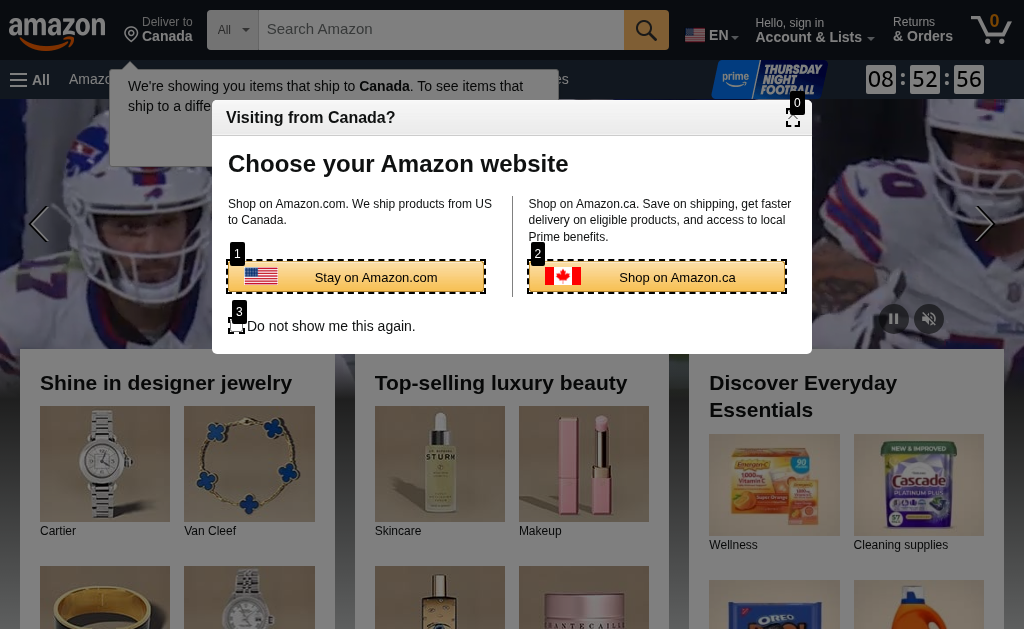 amazon
Deliver to
Canada
All
Search Amazon
EN
Hello, sign in
Account & Lists
Returns
& Orders
0
All
Amazo
es
prime
THURSDAY
NIGHT
FOOTBALL
08 : 52 : 56
We're showing you items that ship to Canada. To see items that
ship to a diffe
0
Visiting from Canada?
Choose your Amazon website
Shop on Amazon.com. We ship products from US
to Canada.
Shop on Amazon.ca. Save on shipping, get faster
delivery on eligible products, and access to local
Prime benefits.
1
Stay on Amazon.com
2
Shop on Amazon.ca
3
Do not show me this again.
Shine in designer jewelry
Cartier
Van Cleef
Top-selling luxury beauty
STURM
Skincare
Makeup
Discover Everyday
Essentials
90
1000mg
Vitamin C
Super Orange
Wellness
NEW & IMPROVED
Cascade
PLATINUM PLUS
Cleaning supplies
CHANTECAILLE
OREO